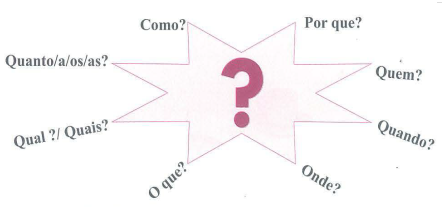 Como?
Por que?
Quanto/a/os/as?
Quem?
?
Qual ?/ Quais?
Quando?
O que?
Onde?